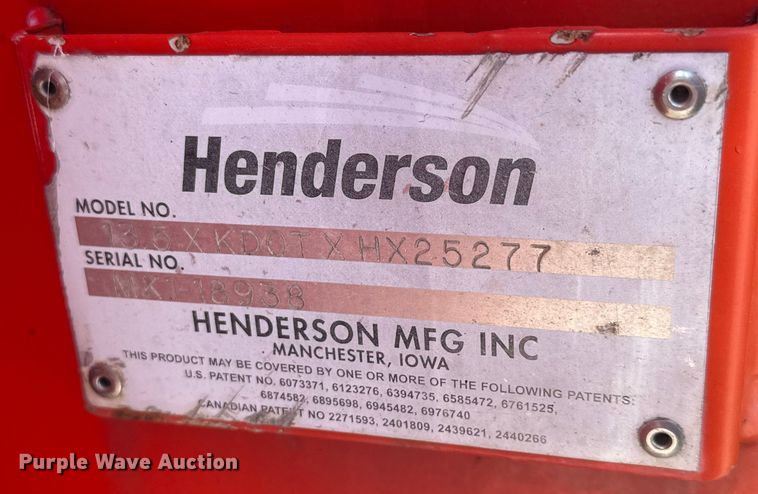 Henderson
MODEL NO.
13.5 X KDOT X HX25277
SERIAL NO.
MKT-18938
HENDERSON MFG INC
MANCHESTER, IOWA
THIS PRODUCT MAY BE COVERED BY ONE OR MORE OF THE FOLLOWING PATENTS:
U.S. PATENT NO. 6073371, 6123276, 6394735, 6585472, 6761525,
6874582, 6895698, 6945482, 6976740
CANADIAN PATENT NO 2271593, 2401809, 2439621, 2440266
Purple Wave Auction